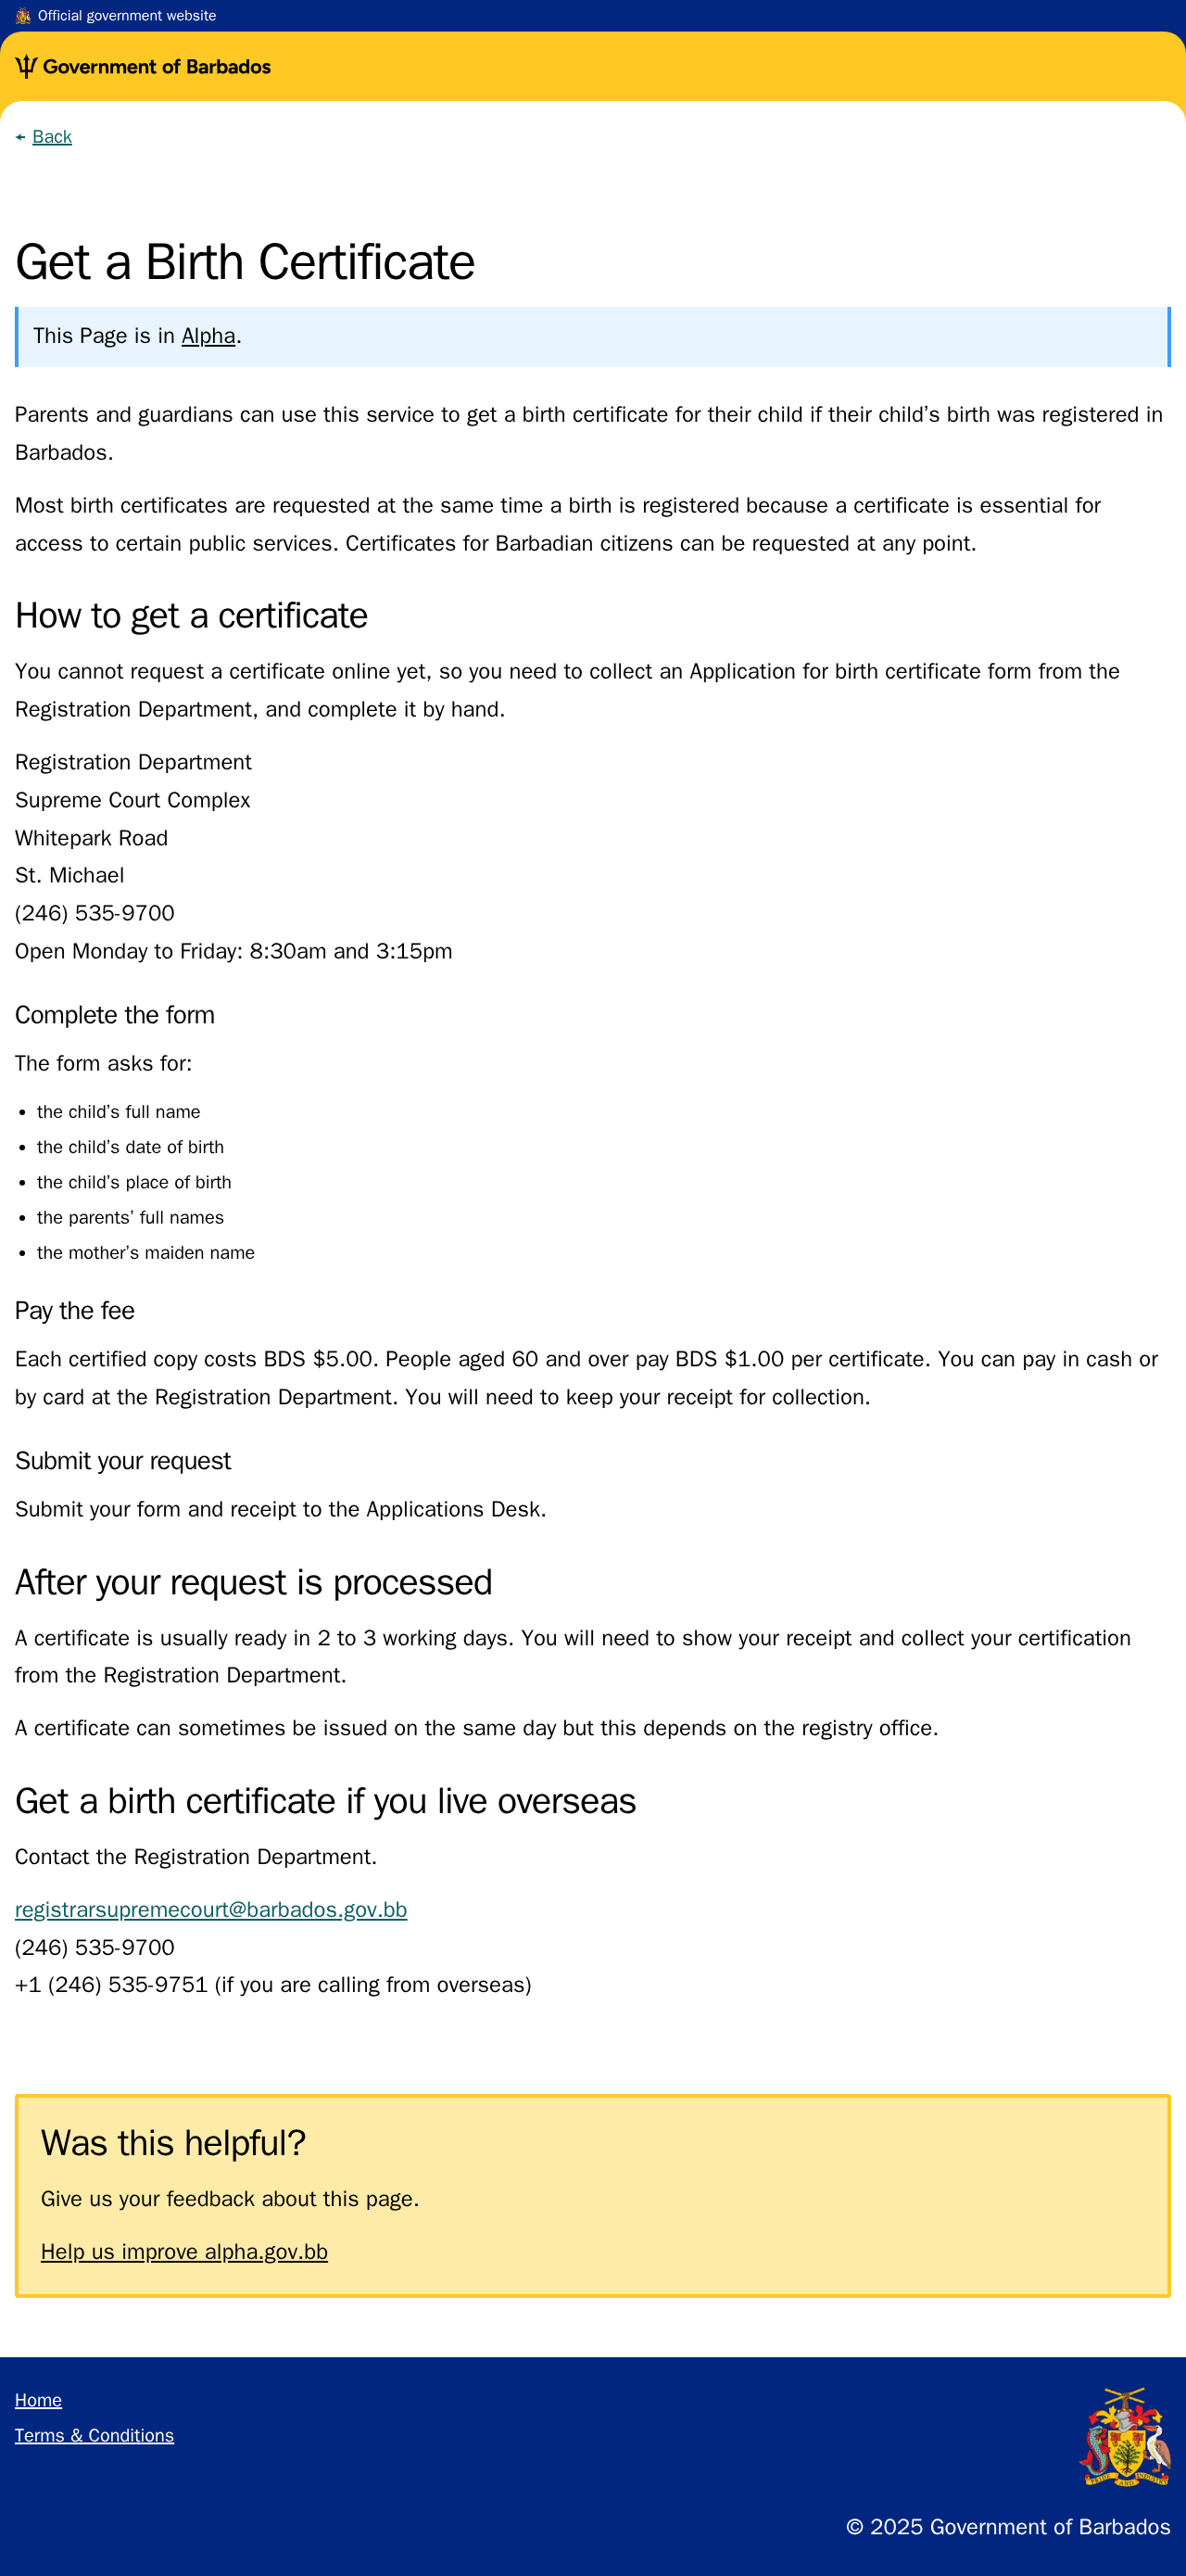 Official government website
Government of Barbados
Back
Get a Birth Certificate
This Page is in Alpha.
Parents and guardians can use this service to get a birth certificate for their child if their child’s birth was registered in
Barbados.
Most birth certificates are requested at the same time a birth is registered because a certificate is essential for
access to certain public services. Certificates for Barbadian citizens can be requested at any point.
How to get a certificate
You cannot request a certificate online yet, so you need to collect an Application for birth certificate form from the
Registration Department, and complete it by hand.
Registration Department
Supreme Court Complex
Whitepark Road
St. Michael
(246) 535-9700
Open Monday to Friday: 8:30am and 3:15pm
Complete the form
The form asks for:
• the child’s full name
• the child’s date of birth
• the child’s place of birth
• the parents’ full names
• the mother’s maiden name
Pay the fee
Each certified copy costs BDS $5.00. People aged 60 and over pay BDS $1.00 per certificate. You can pay in cash or
by card at the Registration Department. You will need to keep your receipt for collection.
Submit your request
Submit your form and receipt to the Applications Desk.
After your request is processed
A certificate is usually ready in 2 to 3 working days. You will need to show your receipt and collect your certification
from the Registration Department.
A certificate can sometimes be issued on the same day but this depends on the registry office.
Get a birth certificate if you live overseas
Contact the Registration Department.
registrarsupremecourt@barbados.gov.bb
(246) 535-9700
+1 (246) 535-9751 (if you are calling from overseas)
Was this helpful?
Give us your feedback about this page.
Help us improve alpha.gov.bb
Home
Terms & Conditions
PRIDE AND INDUSTRY
© 2025 Government of Barbados